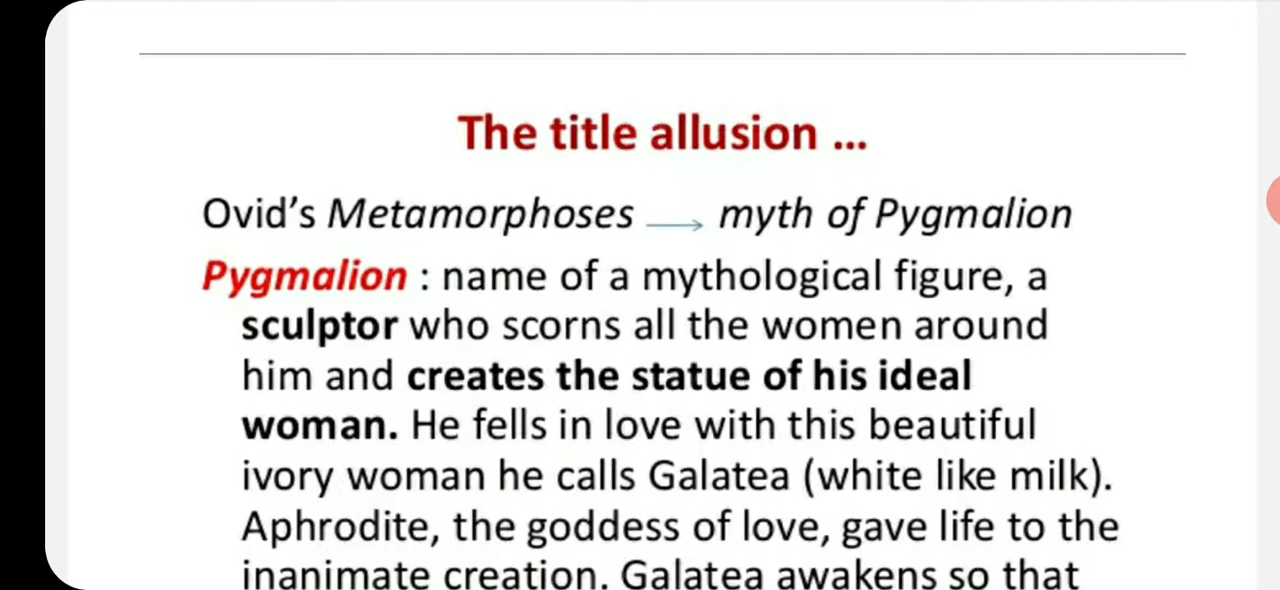 The title allusion ...
Ovid's Metamorphoses → myth of Pygmalion
Pygmalion : name of a mythological figure, a
sculptor who scorns all the women around
him and creates the statue of his ideal
woman. He fells in love with this beautiful
ivory woman he calls Galatea (white like milk).
Aphrodite, the goddess of love, gave life to the
inanimate creation. Galatea awakens so that